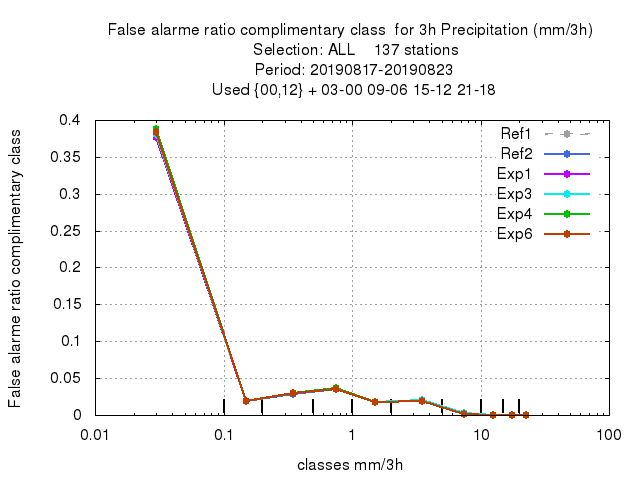 False alarme ratio complimentary class  for 3h Precipitation (mm/3h)
Selection: ALL    137 stations
Period: 20190817-20190823
Used {00,12} + 03-00 09-06 15-12 21-18
False alarme ratio complimentary class
0.4
0.35
0.3
0.25
0.2
0.15
0.1
0.05
0
Ref1
Ref2
Exp1
Exp3
Exp4
Exp6
0.01 0.1 1 10 100
classes mm/3h